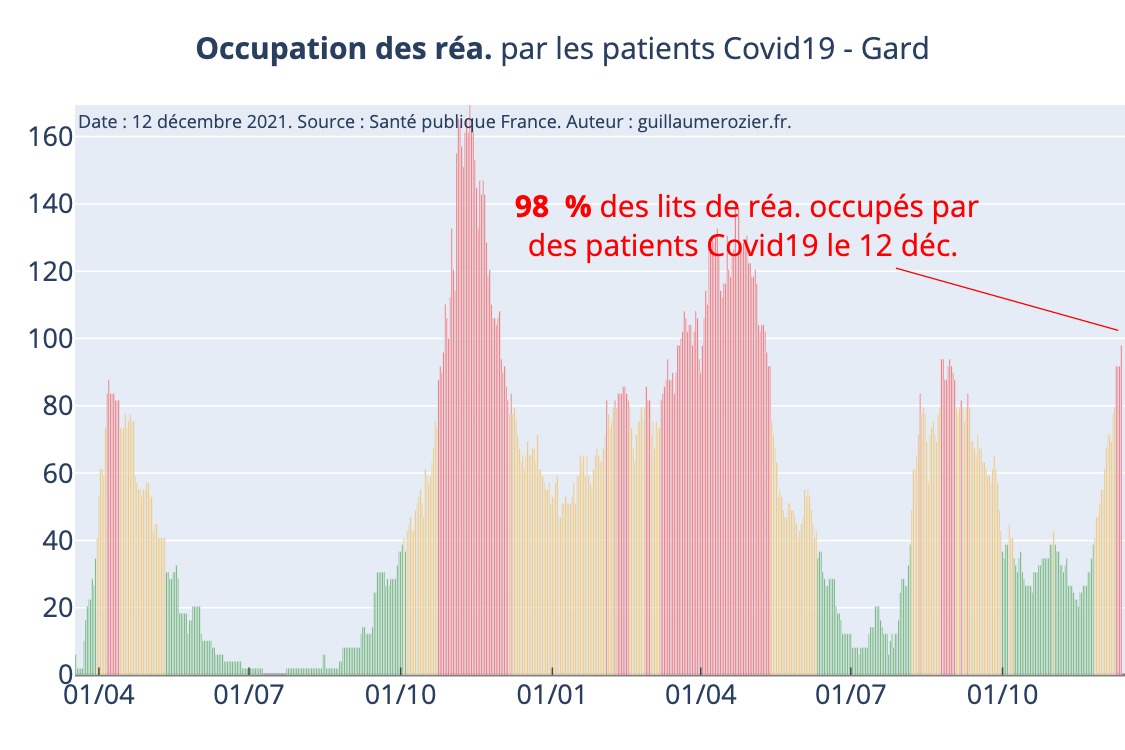 Occupation des réa. par les patients Covid19 - Gard
Date : 12 décembre 2021. Source : Santé publique France. Auteur : guillaumerozier.fr.
160
98 % des lits de réa. occupés par
des patients Covid19 le 12 déc.
140
120
100
80
60
40
20
0
01/04 01/07 01/10 01/01 01/04 01/07 01/10